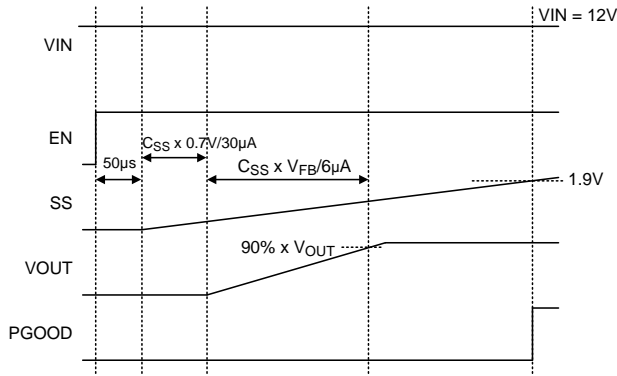 VIN = 12V
VIN
EN
CSS x 0.7V/30µA
50µs
CSS x VFB/6µA
1.9V
SS
90% x VOUT
VOUT
PGOOD